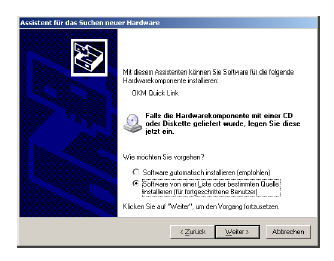 Assistent für das Suchen neuer Hardware
Mit diesem Assistenten können Sie Software für die folgende
Hardwarekomponente installieren:
OKM Quick Link
Falls die Hardwarekomponente mit einer CD
oder Diskette geliefert wurde, legen Sie diese
jetzt ein.
Wie möchten Sie vorgehen?
Software automatisch installieren (empfohlen)
Software von einer Liste oder bestimmten Quelle
installieren (für fortgeschrittene Benutzer)
Klicken Sie auf "Weiter", um den Vorgang fortzusetzen.
< Zurück
Weiter >
Abbrechen